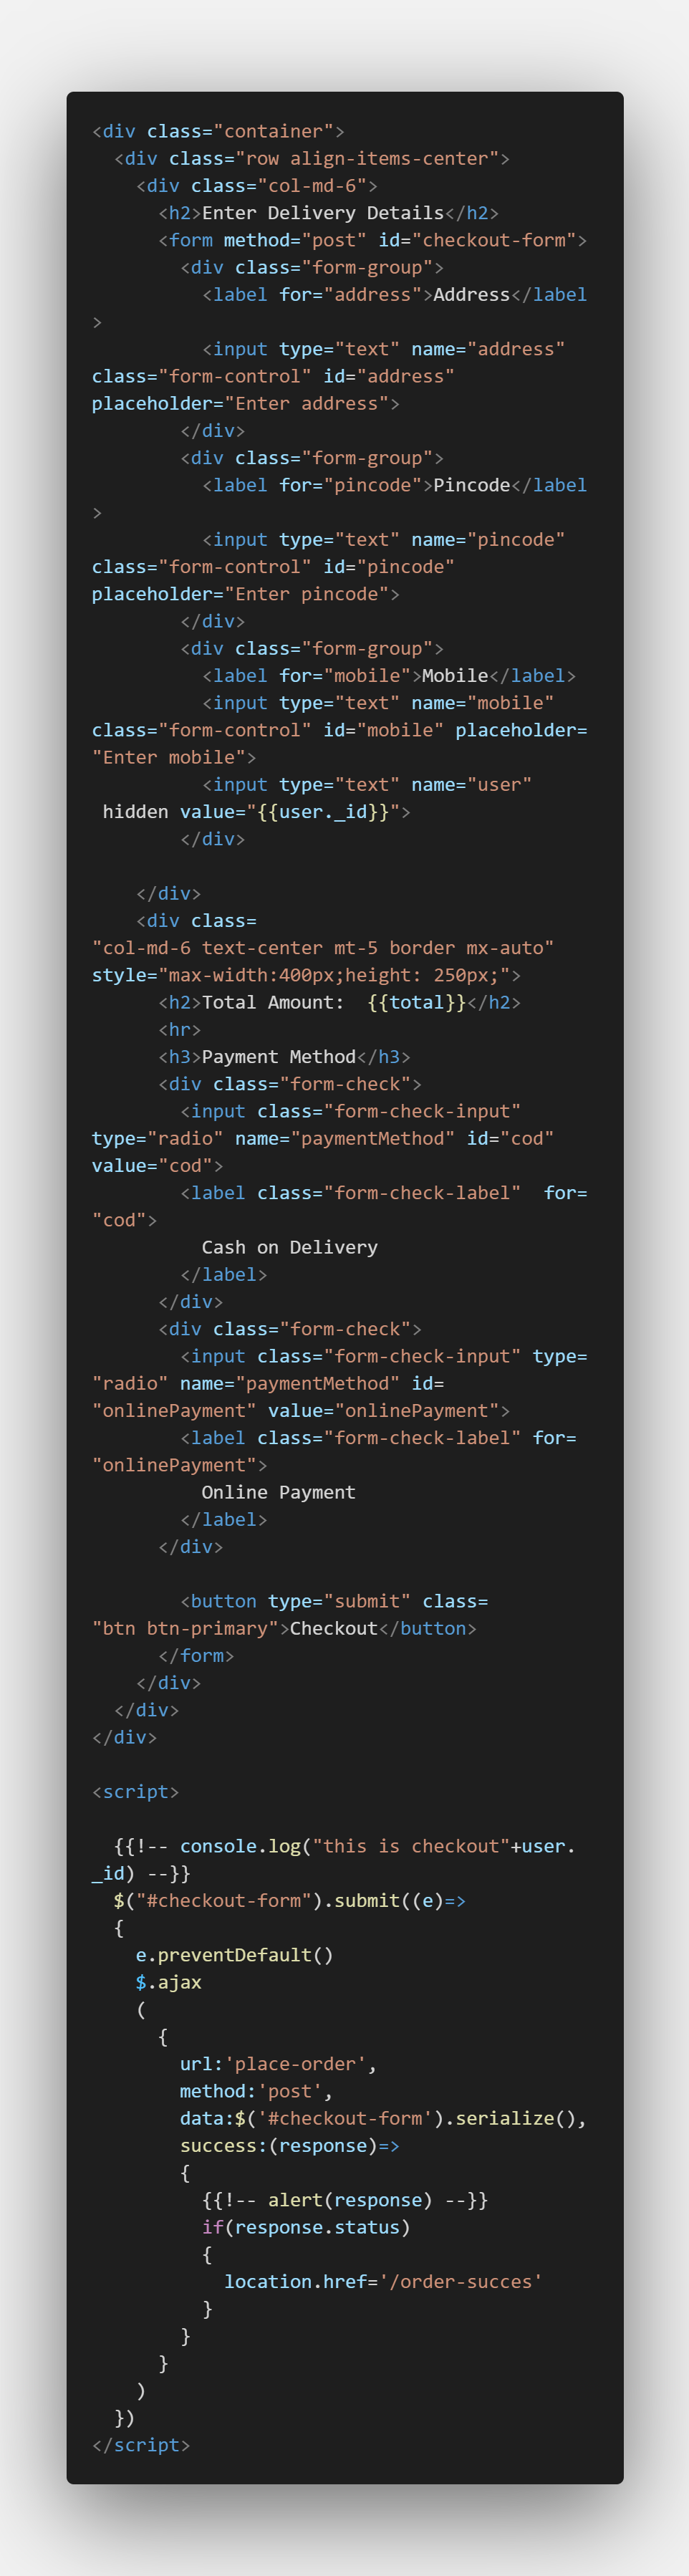 <div class="container">
  <div class="row align-items-center">
    <div class="col-md-6">
      <h2>Enter Delivery Details</h2>
      <form method="post" id="checkout-form">
        <div class="form-group">
          <label for="address">Address</label
>
          <input type="text" name="address"
class="form-control" id="address"
placeholder="Enter address">
        </div>
        <div class="form-group">
          <label for="pincode">Pincode</label
>
          <input type="text" name="pincode"
class="form-control" id="pincode"
placeholder="Enter pincode">
        </div>
        <div class="form-group">
          <label for="mobile">Mobile</label>
          <input type="text" name="mobile"
class="form-control" id="mobile" placeholder=
"Enter mobile">
          <input type="text" name="user"
 hidden value="{{user._id}}">
        </div>

    </div>
    <div class=
"col-md-6 text-center mt-5 border mx-auto"
style="max-width:400px;height: 250px;">
      <h2>Total Amount:  {{total}}</h2>
      <hr>
      <h3>Payment Method</h3>
      <div class="form-check">
        <input class="form-check-input"
type="radio" name="paymentMethod" id="cod"
value="cod">
        <label class="form-check-label"  for=
"cod">
          Cash on Delivery
        </label>
      </div>
      <div class="form-check">
        <input class="form-check-input" type=
"radio" name="paymentMethod" id=
"onlinePayment" value="onlinePayment">
        <label class="form-check-label" for=
"onlinePayment">
          Online Payment
        </label>
      </div>

        <button type="submit" class=
"btn btn-primary">Checkout</button>
      </form>
    </div>
  </div>
</div>

<script>

  {{!-- console.log("this is checkout"+user.
_id) --}}
  $("#checkout-form").submit((e)=>
  {
    e.preventDefault()
    $.ajax
    (
      {
        url:'place-order',
        method:'post',
        data:$('#checkout-form').serialize(),
        success:(response)=>
        {
          {{!-- alert(response) --}}
          if(response.status)
          {
            location.href='/order-succes'
          }
        }
      }
    )
  })
</script>